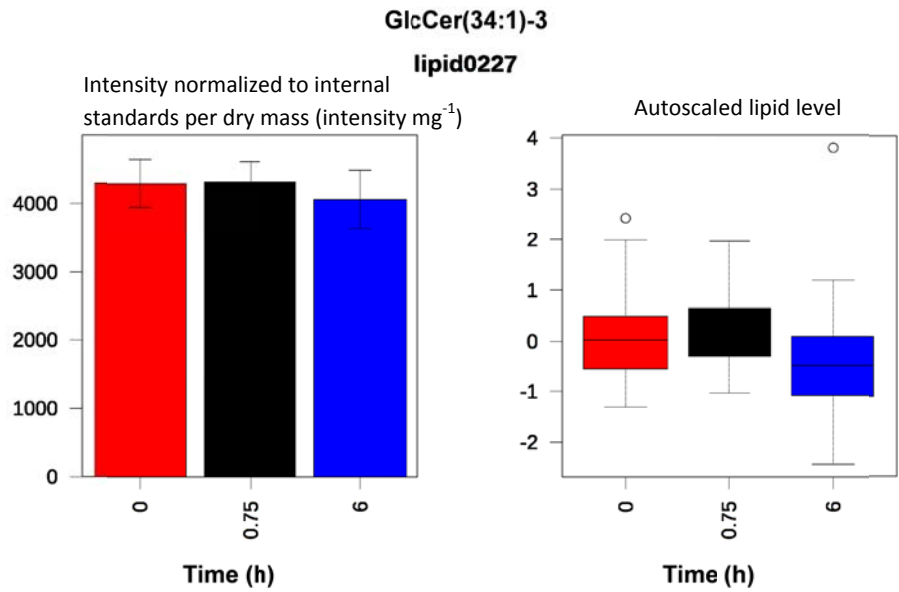 GlcCer(34:1)-3
lipid0227
Intensity normalized to internal
standards per dry mass (intensity mg-1)
4000
3000
2000
1000
0
0
0.75
6
Time (h)
Autoscaled lipid level
4
3
2
1
0
-1
-2
0
0.75
6
Time (h)